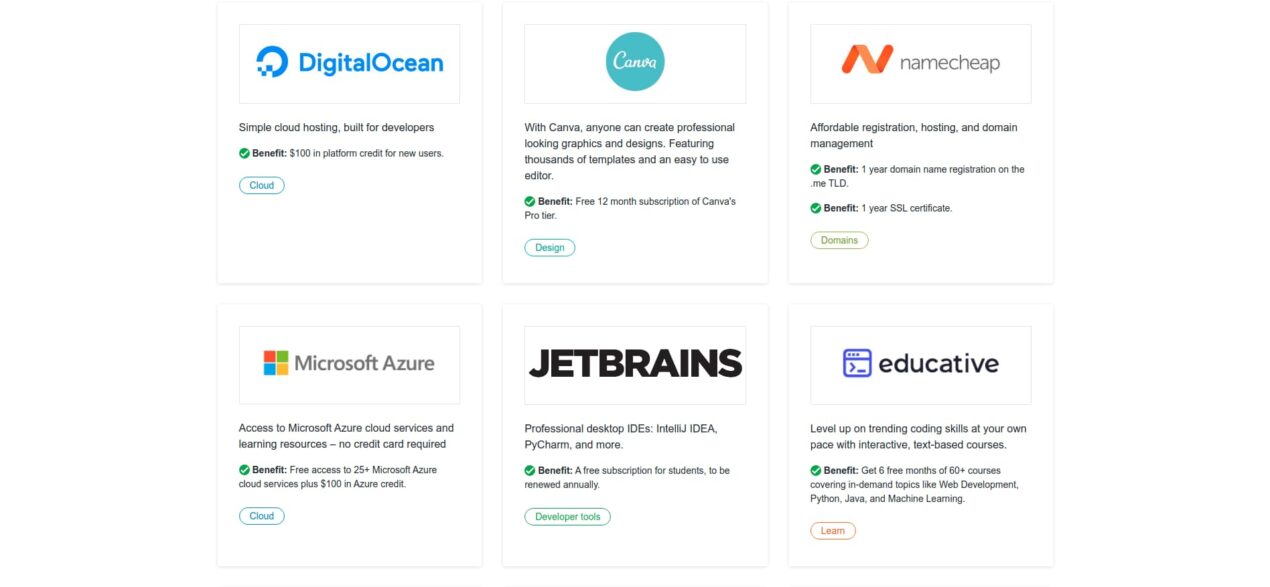 DigitalOcean
Simple cloud hosting, built for developers
Benefit: $100 in platform credit for new users.
Cloud
Canva
With Canva, anyone can create professional
looking graphics and designs. Featuring
thousands of templates and an easy to use
editor.
Benefit: Free 12 month subscription of Canva's
Pro tier.
Design
namecheap
Affordable registration, hosting, and domain
management
Benefit: 1 year domain name registration on the
.me TLD.
Benefit: 1 year SSL certificate.
Domains
Microsoft Azure
Access to Microsoft Azure cloud services and
learning resources – no credit card required
Benefit: Free access to 25+ Microsoft Azure
cloud services plus $100 in Azure credit.
Cloud
JETBRAINS
Professional desktop IDEs: IntelliJ IDEA,
PyCharm, and more.
Benefit: A free subscription for students, to be
renewed annually.
Developer tools
educative
Level up on trending coding skills at your own
pace with interactive, text-based courses.
Benefit: Get 6 free months of 60+ courses
covering in-demand topics like Web Development,
Python, Java, and Machine Learning.
Learn